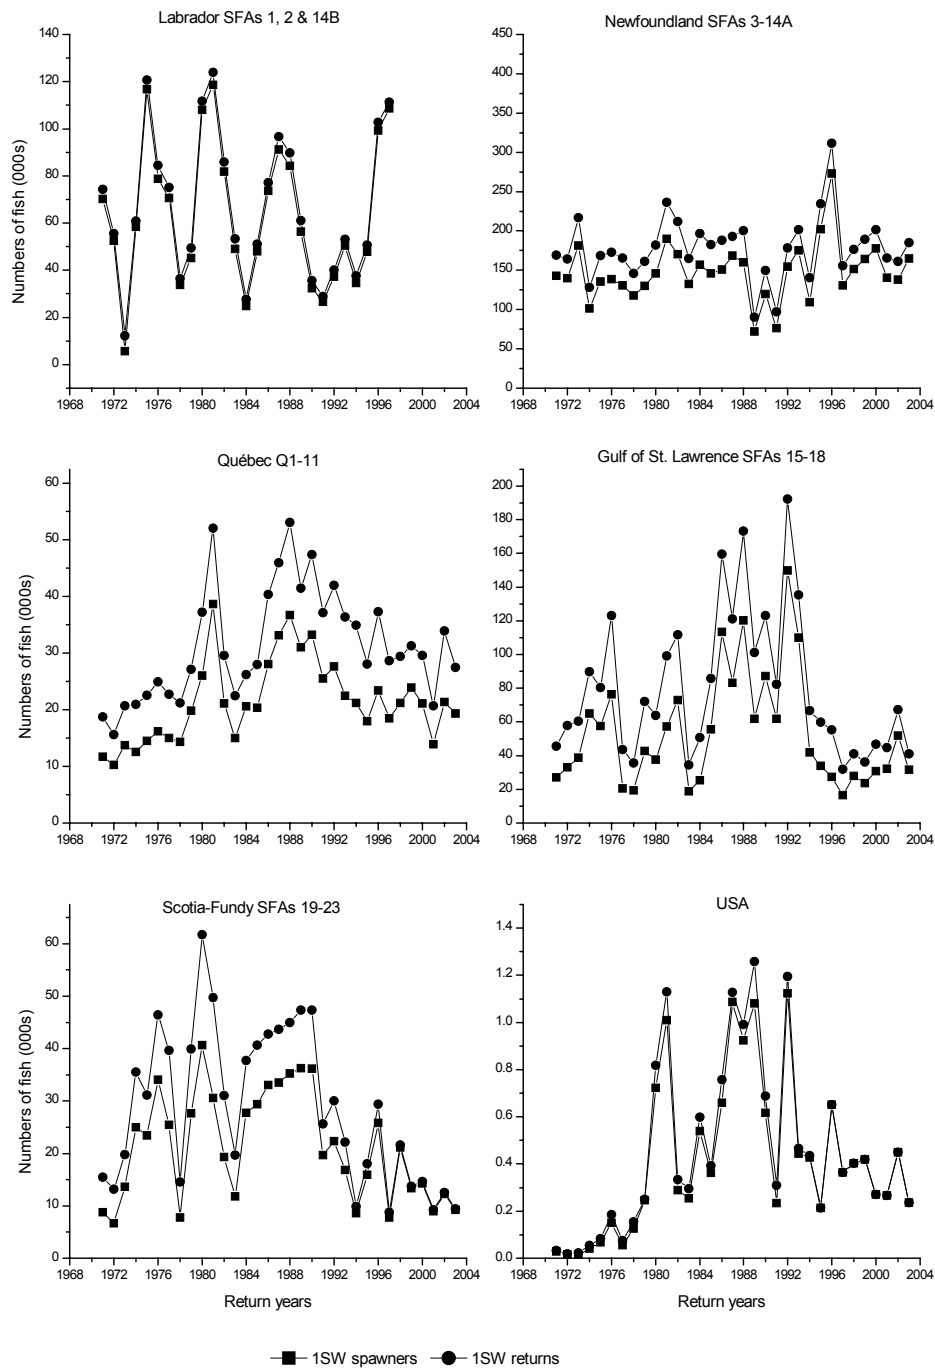 Labrador SFAs 1, 2 & 14B
Numbers of fish (000s)
140
120
100
80
60
40
20
0
1968 1972 1976 1980 1984 1988 1992 1996 2000 2004
Newfoundland SFAs 3-14A
450
400
350
300
250
200
150
100
50
0
1968 1972 1976 1980 1984 1988 1992 1996 2000 2004
Québec Q1-11
Numbers of fish (000s)
60
50
40
30
20
10
0
1968 1972 1976 1980 1984 1988 1992 1996 2000 2004
Gulf of St. Lawrence SFAs 15-18
200
180
160
140
120
100
80
60
40
20
0
1968 1972 1976 1980 1984 1988 1992 1996 2000 2004
Scotia-Fundy SFAs 19-23
Numbers of fish (000s)
60
50
40
30
20
10
0
1968 1972 1976 1980 1984 1988 1992 1996 2000 2004
Return years
USA
1.4
1.2
1.0
0.8
0.6
0.4
0.2
0.0
1968 1972 1976 1980 1984 1988 1992 1996 2000 2004
Return years
1SW spawners 1SW returns